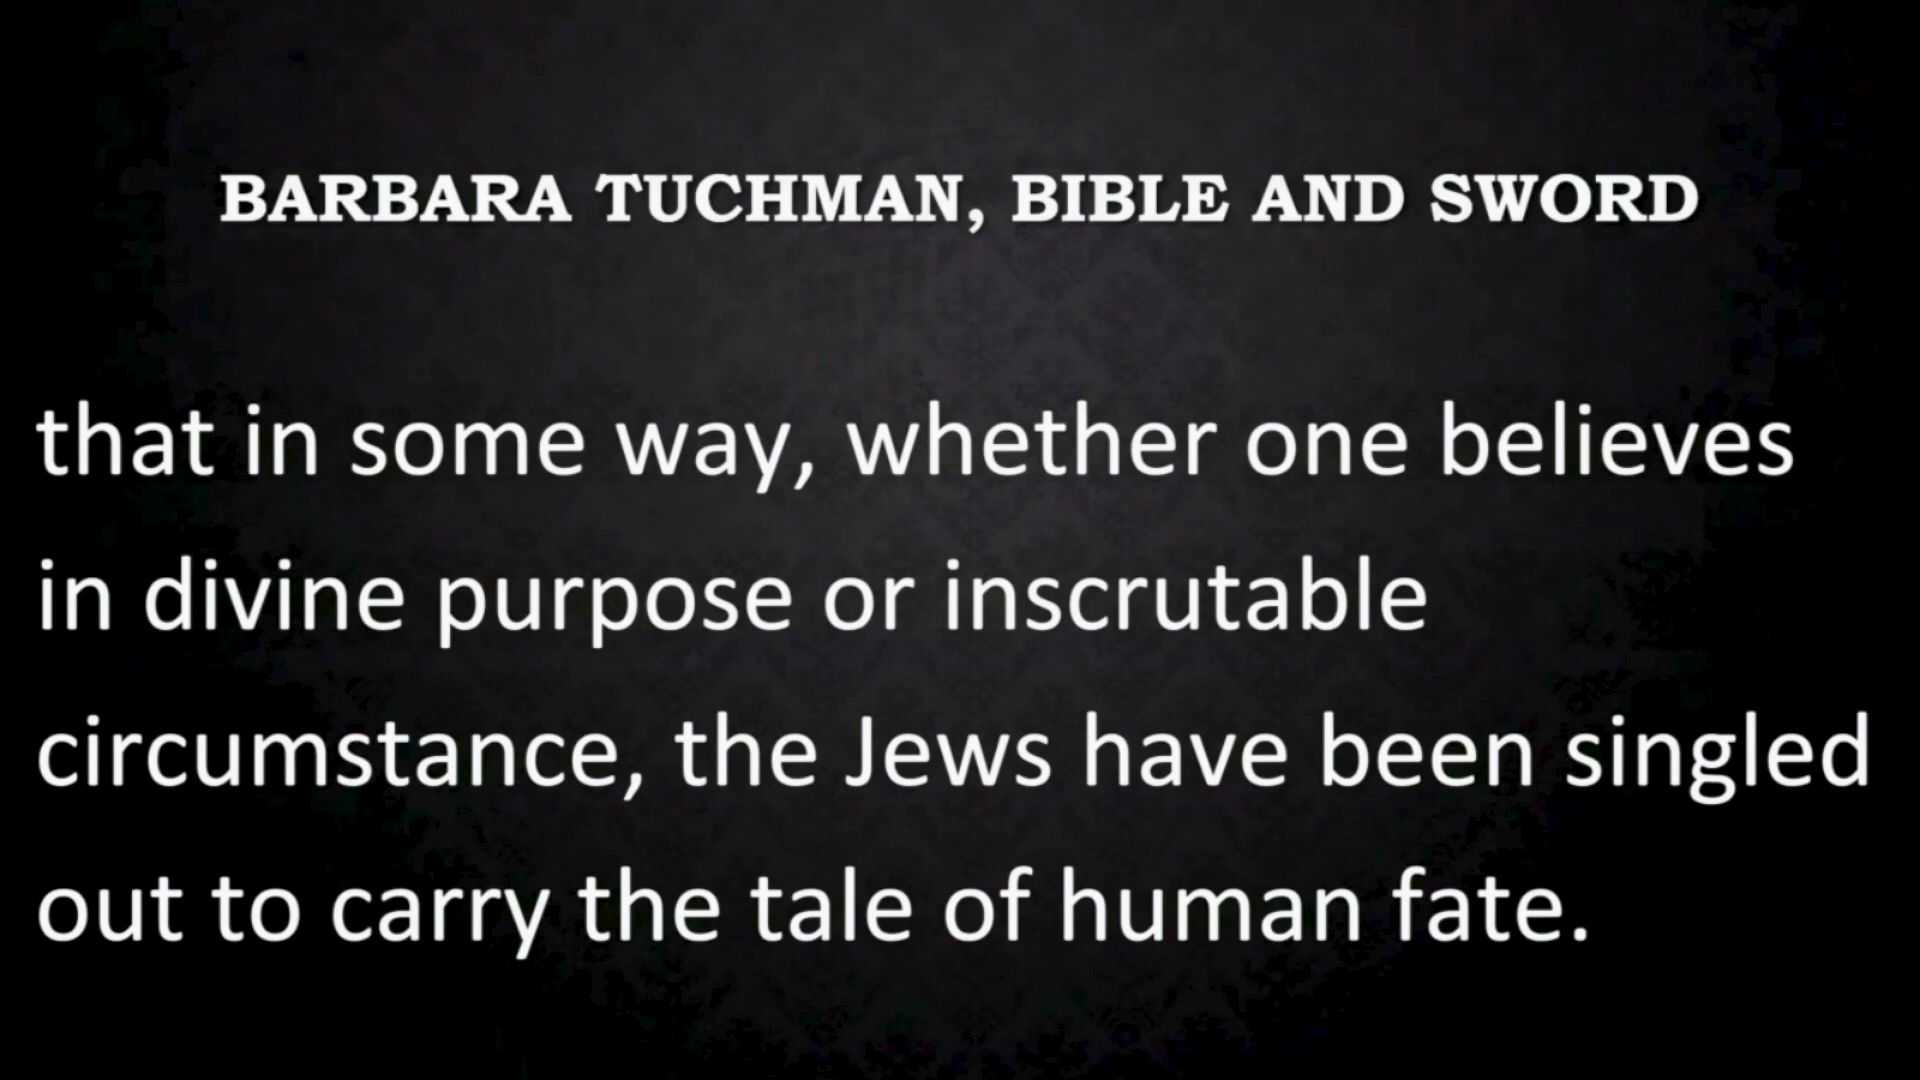 BARBARA TUCHMAN, BIBLE AND SWORD
that in some way, whether one believes
in divine purpose or inscrutable
circumstance, the Jews have been singled
out to carry the tale of human fate.